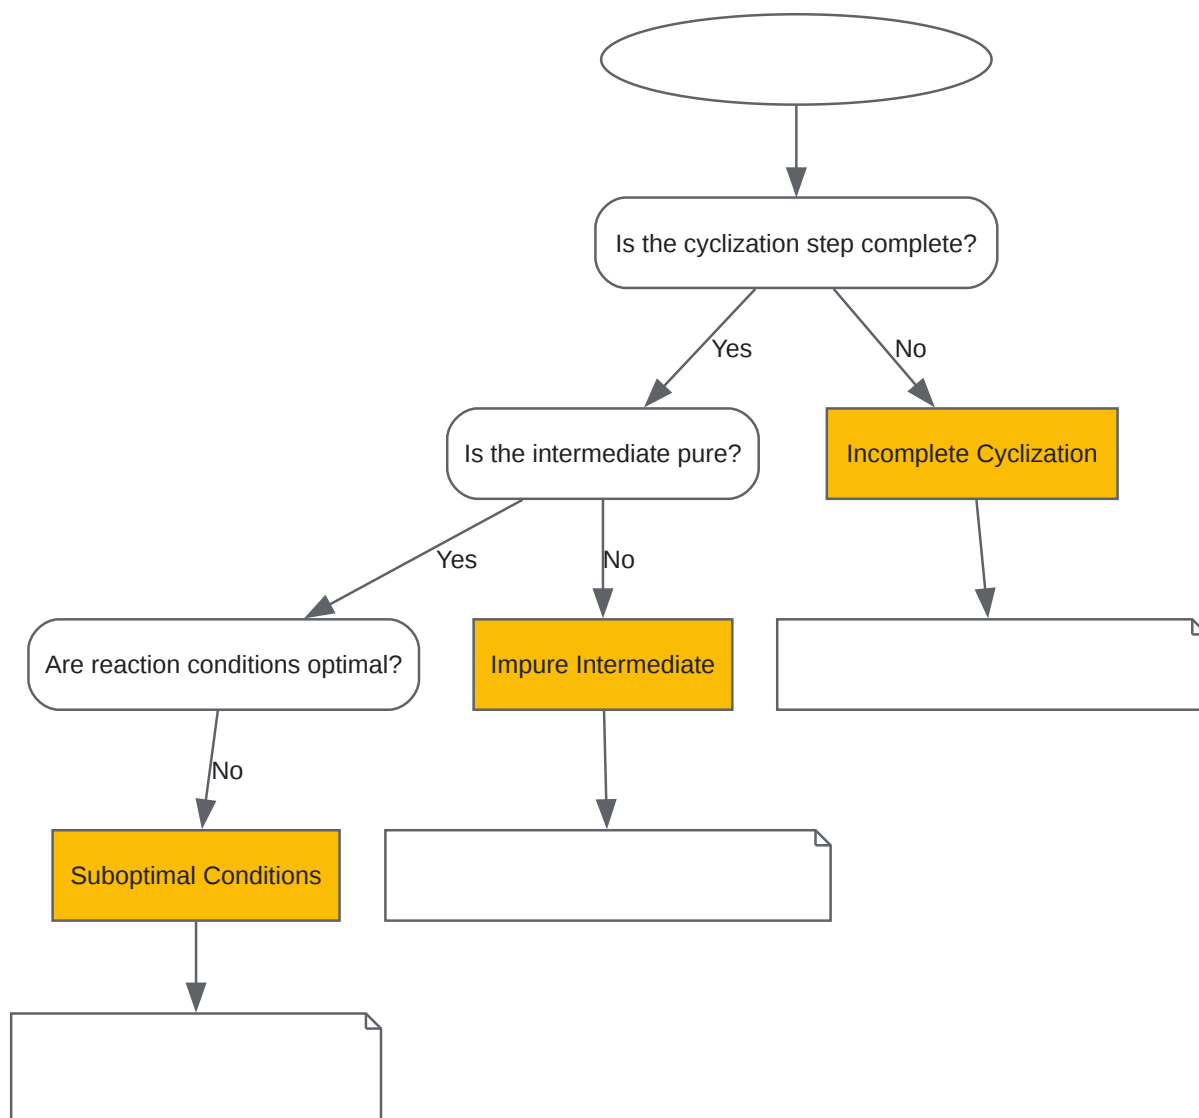 Is the cyclization step complete?
Yes
No
Is the intermediate pure?
Incomplete Cyclization
Yes
No
Are reaction conditions optimal?
Impure Intermediate
No
Suboptimal Conditions